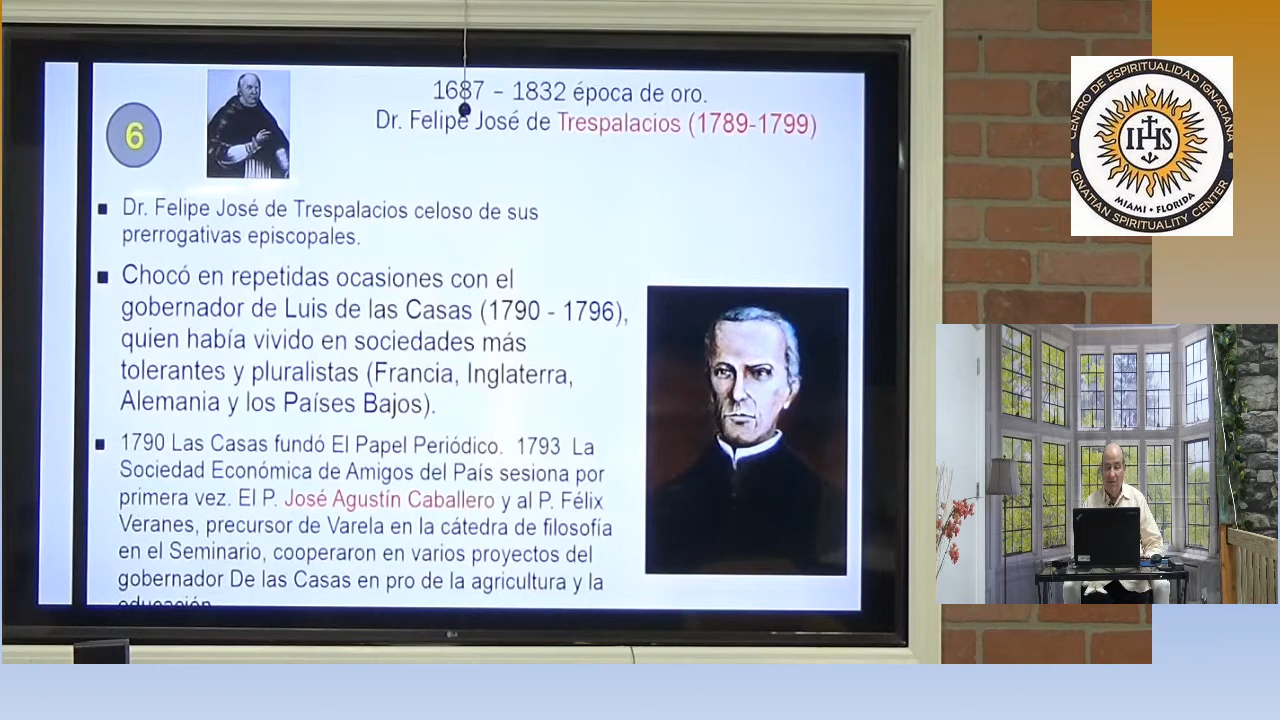 6
1687 – 1832 época de oro.
Dr. Felipe José de Trespalacios (1789-1799)
Dr. Felipe José de Trespalacios celoso de sus
prerrogativas episcopales.
Chocó en repetidas ocasiones con el
gobernador de Luis de las Casas (1790 - 1796),
quien había vivido en sociedades más
tolerantes y pluralistas (Francia, Inglaterra,
Alemania y los Países Bajos).
1790 Las Casas fundó El Papel Periódico. 1793 La
Sociedad Económica de Amigos del País sesiona por
primera vez. El P. José Agustín Caballero y al P. Félix
Veranes, precursor de Varela en la cátedra de filosofía
en el Seminario, cooperaron en varios proyectos del
gobernador De las Casas en pro de la agricultura y la
educación
LG
CENTRO DE ESPIRITUALIDAD IGNACIANA
IHS
MIAMI • FLORIDA
IGNATIAN SPIRITUALITY CENTER